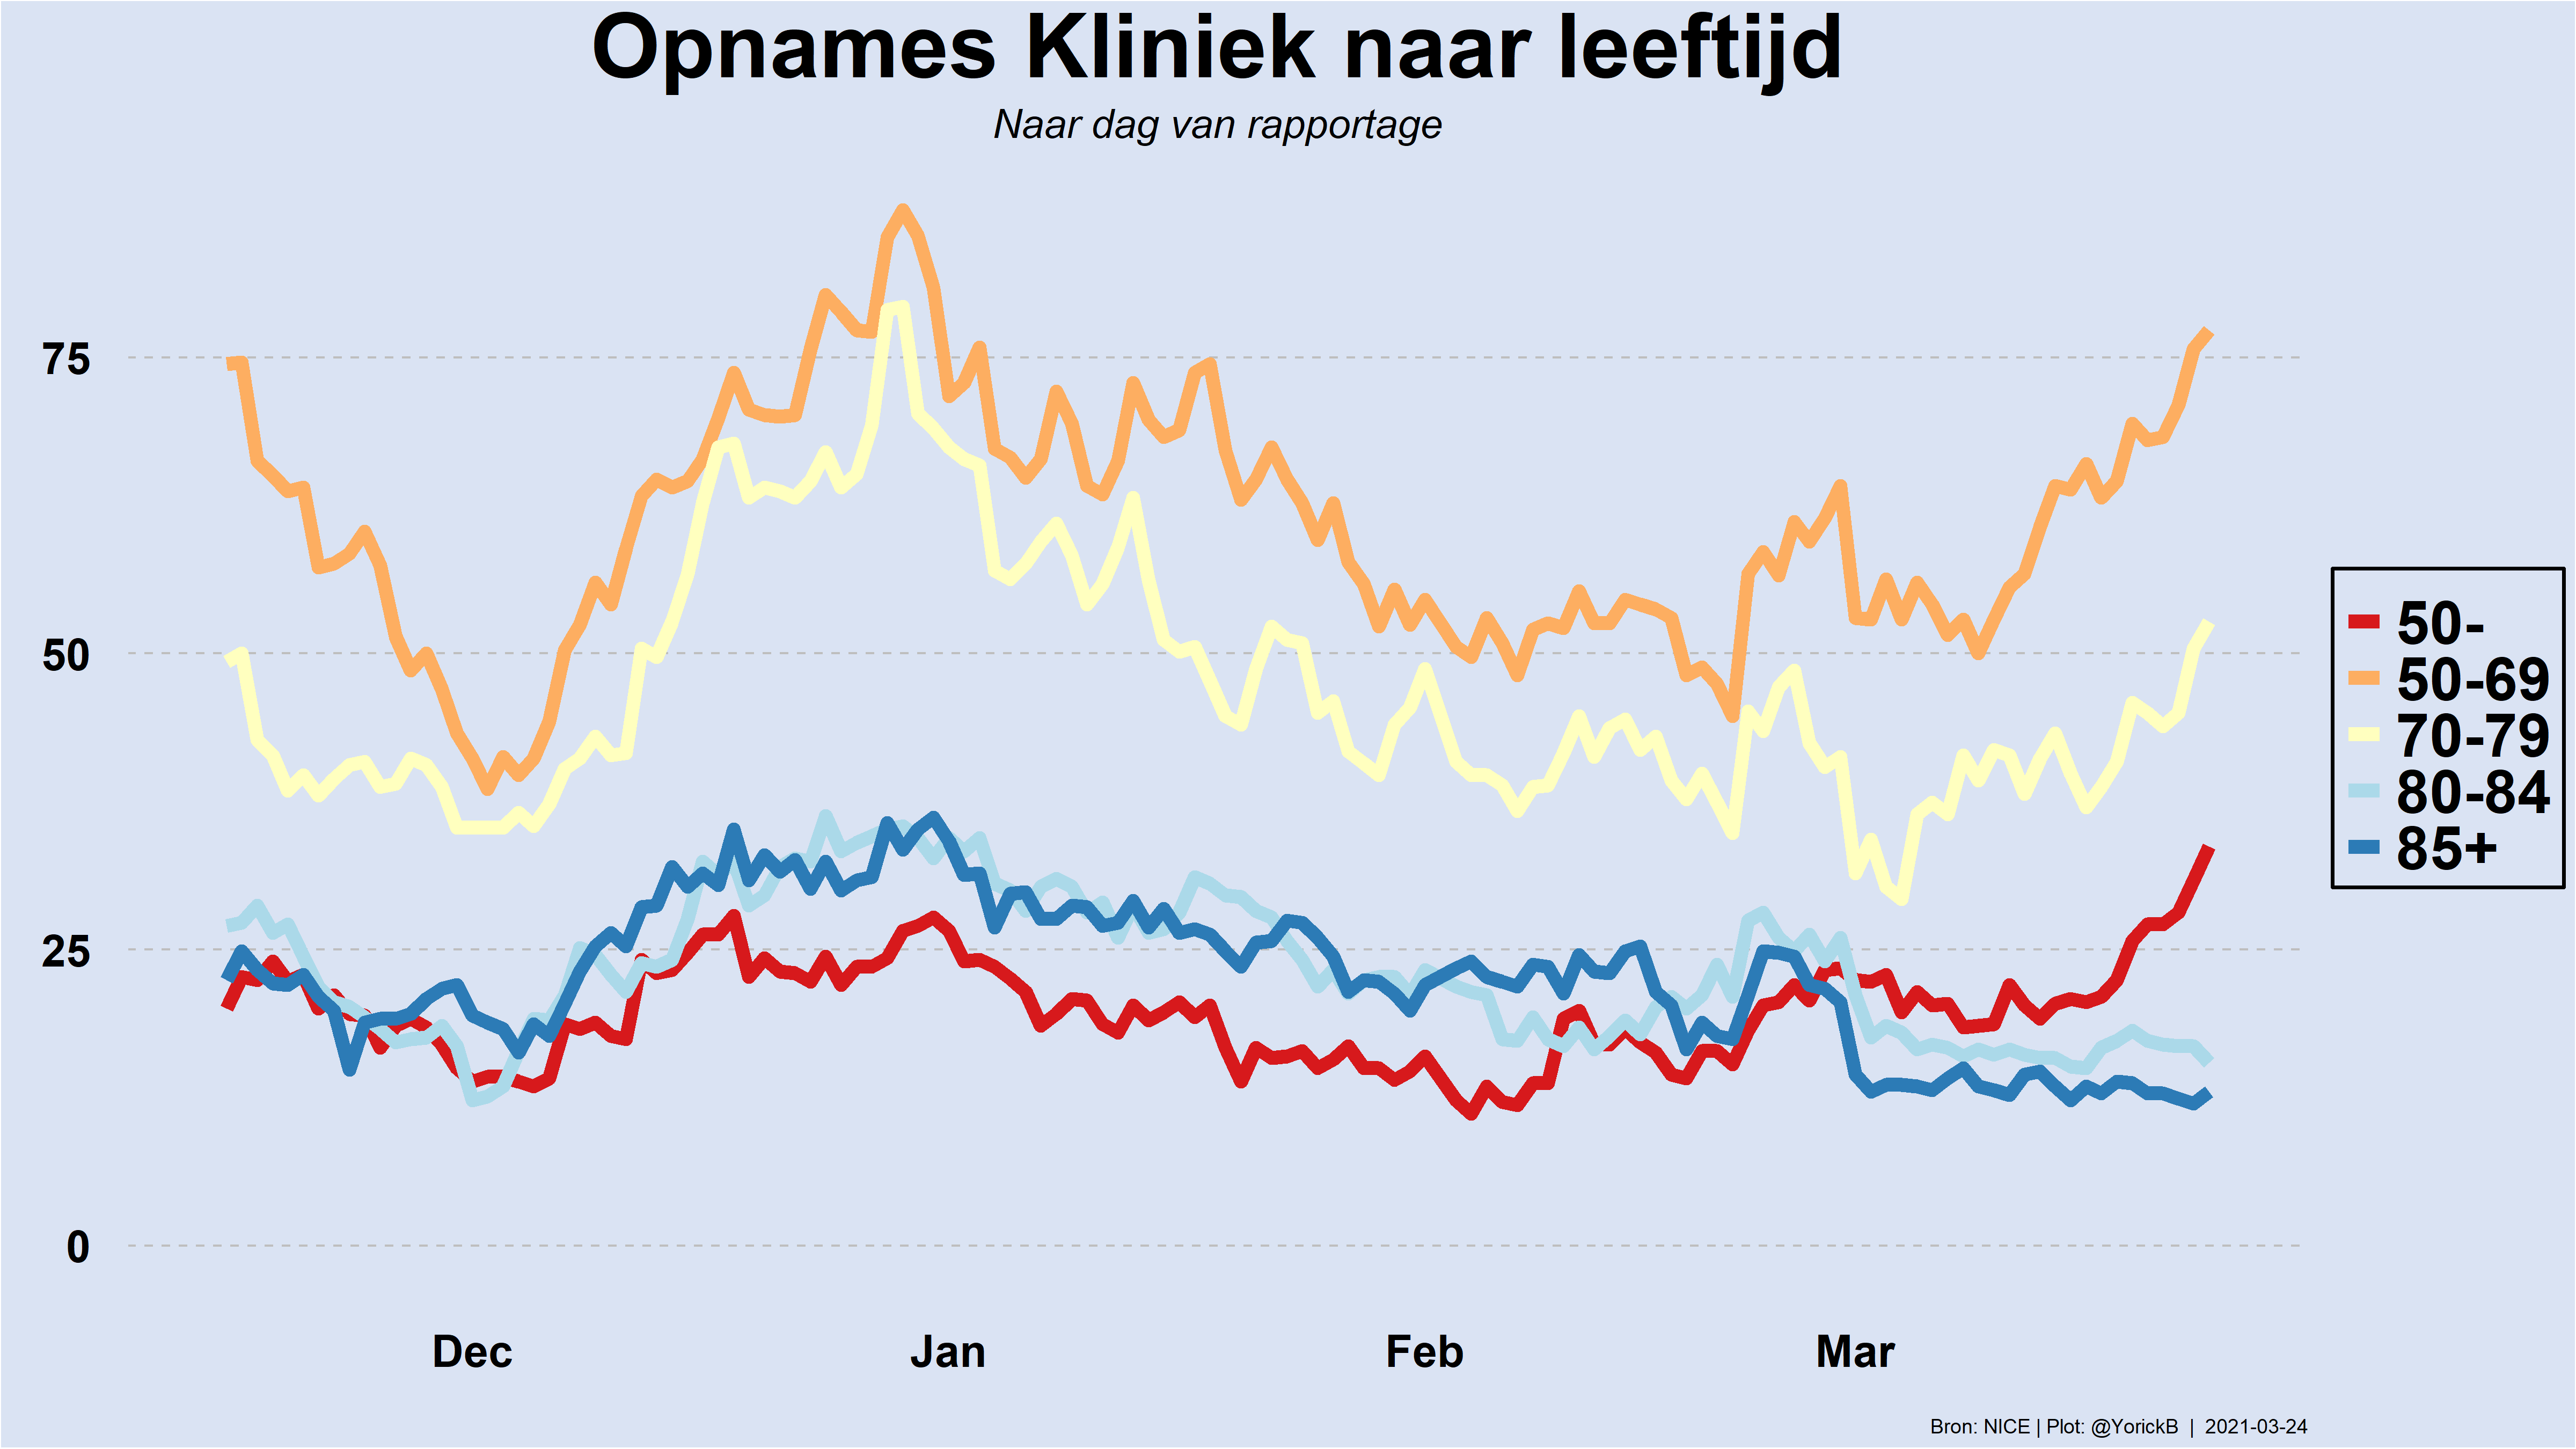 Opnames Kliniek naar leeftijd
Naar dag van rapportage
75
50
25
0
50-
50-69
70-79
80-84
85+
Dec Jan Feb Mar
Bron: NICE | Plot: @YorickB | 2021-03-24